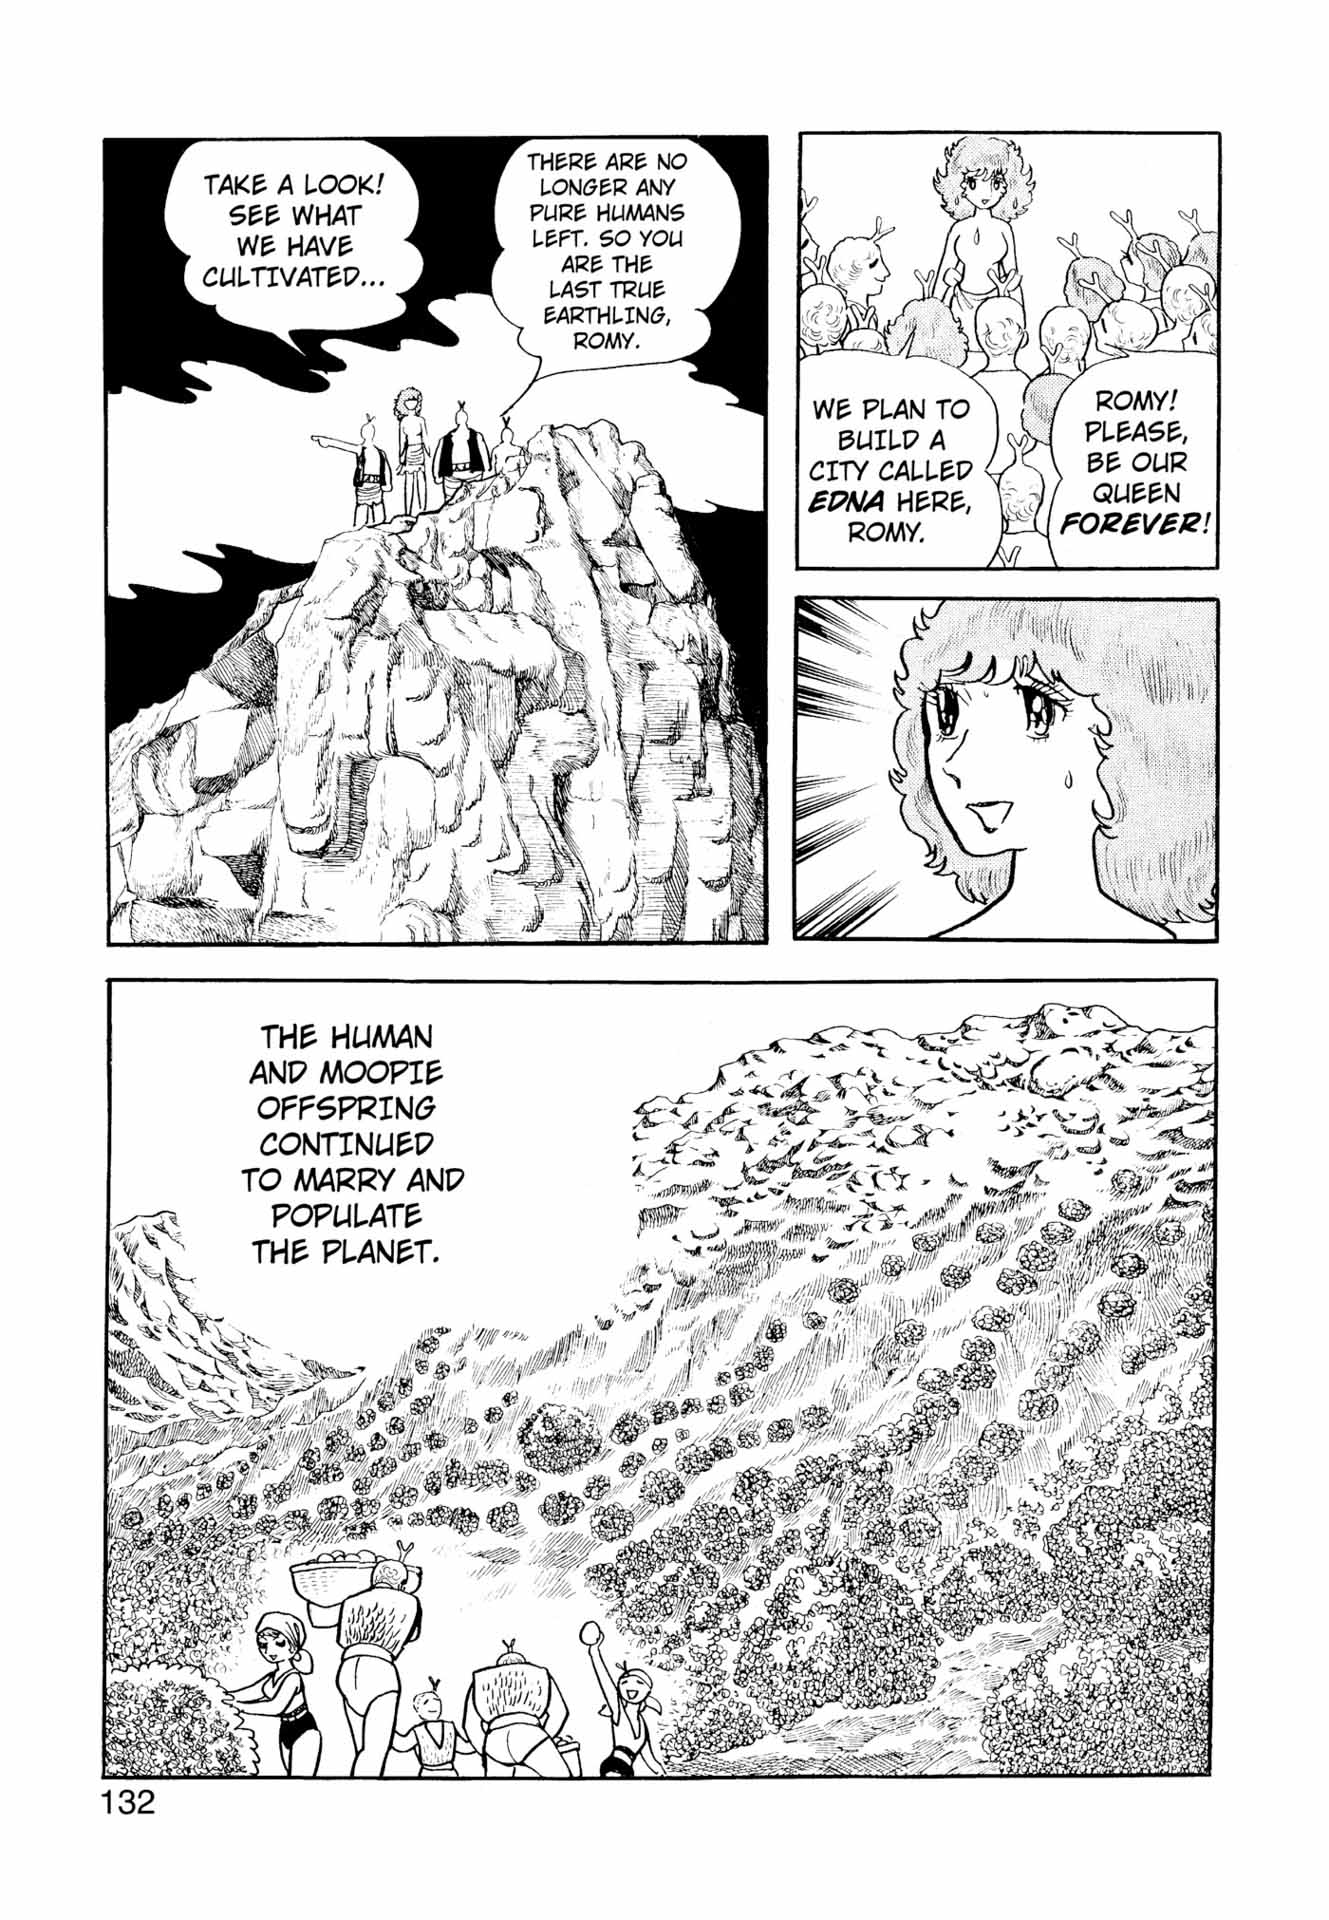 TAKE A LOOK!
SEE WHAT
WE HAVE
CULTIVATED...
THERE ARE NO
LONGER ANY
PURE HUMANS
LEFT. SO YOU
ARE THE
LAST TRUE
EARTHLING,
ROMY.
WE PLAN TO
BUILD A
CITY CALLED
EDNA HERE,
ROMY.
ROMY!
PLEASE,
BE OUR
QUEEN
FOREVER!
THE HUMAN
AND MOOPIE
OFFSPRING
CONTINUED
TO MARRY AND
POPULATE
THE PLANET.
132